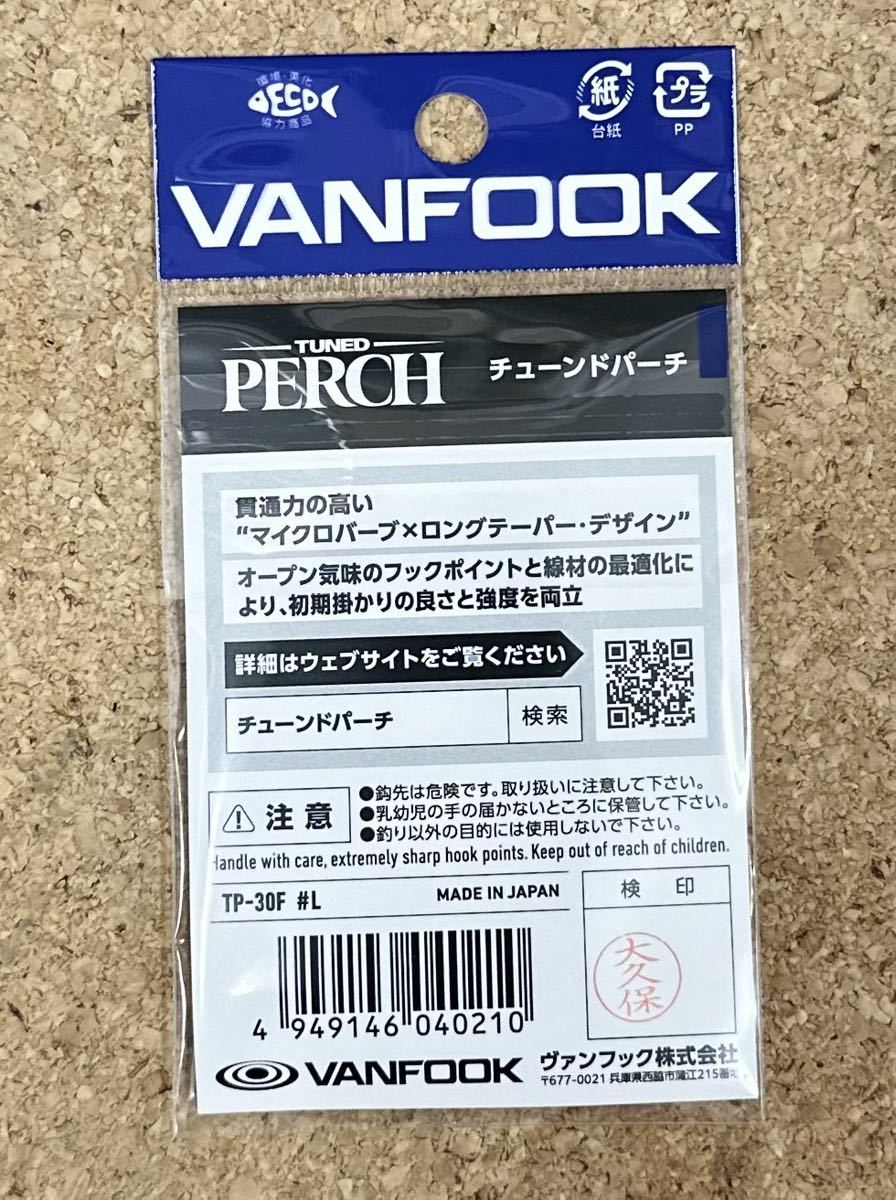 環境・美化
DECO
協力商品
紙
台紙
プラ
PP
VANFOOK
TUNED
PERCH
チューンドパーチ
貫通力の高い
“マイクロバーブ×ロングテーパー・デザイン”
オープン気味のフックポイントと線材の最適化に
より、初期掛かりの良さと強度を両立
詳細はウェブサイトをご覧ください
チューンドパーチ 検索
注意
●鈎先は危険です。取り扱いに注意して下さい。
●乳幼児の手の届かないところに保管して下さい。
●釣り以外の目的には使用しないで下さい。
Handle with care, extremely sharp hook points. Keep out of reach of children.
TP-30F #L
MADE IN JAPAN
検印
大久保
4 949146 040210
VANFOOK
ヴァンフック株式会社
〒677-0021 兵庫県西脇市蒲江215番地